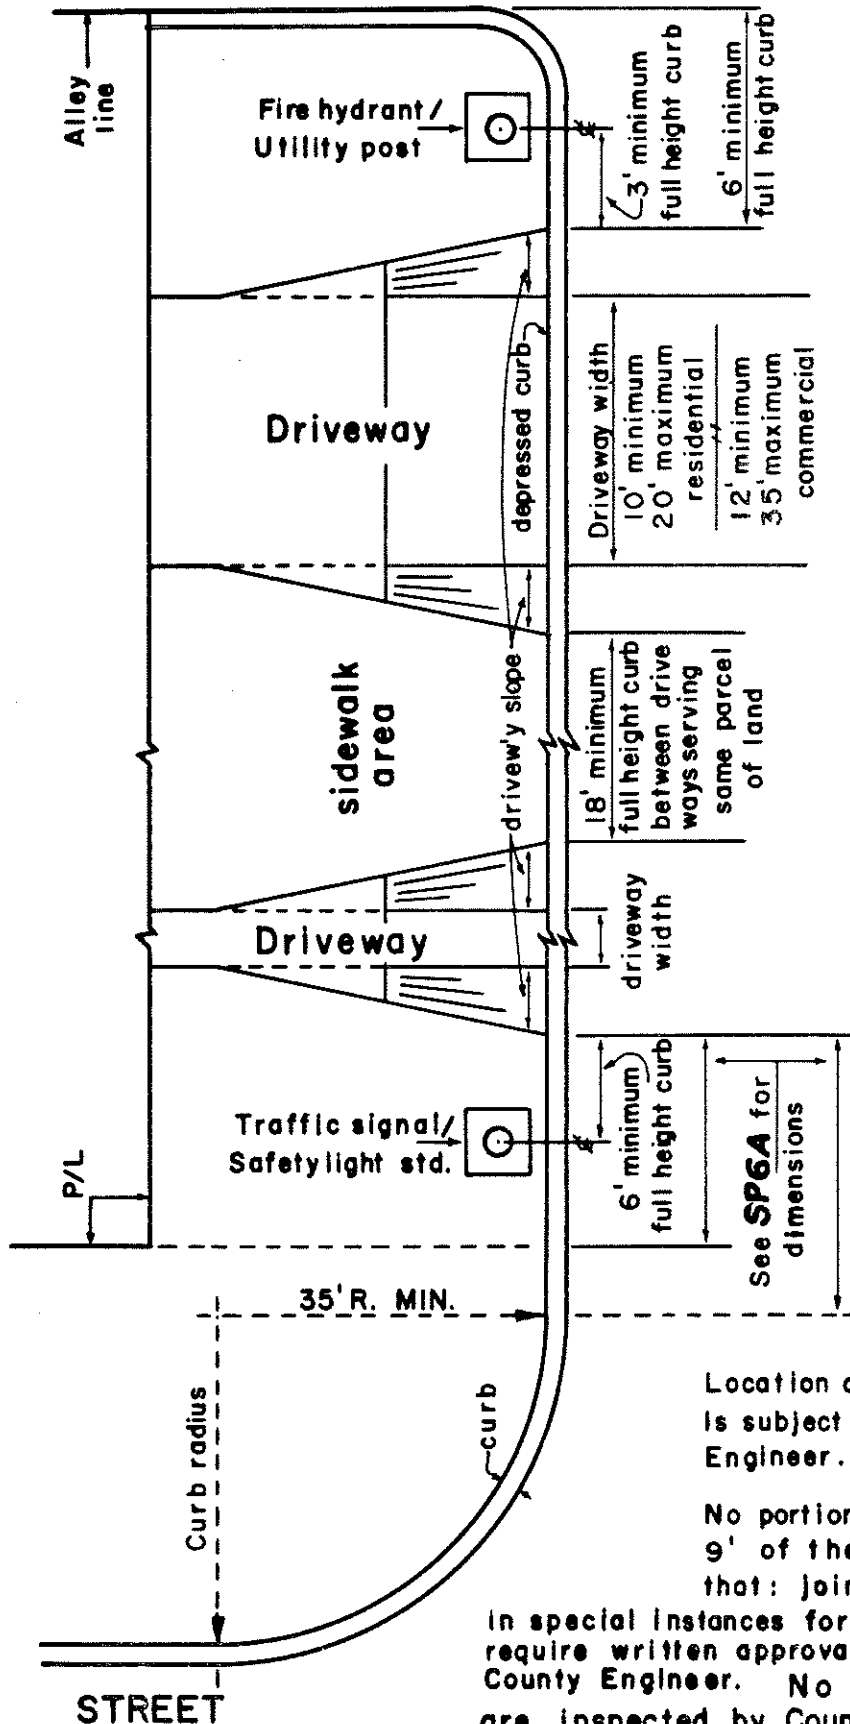 Alley
line
Fire hydrant/
Utility post
3' minimum
full height curb
6' minimum
full height curb
Driveway
depressed curb
Driveway width
10' minimum
20' maximum
residential
12' minimum
35' maximum
commercial
sidewalk
area
drivew'y slope
18' minimum
full height curb
between drive
ways serving
same parcel
of land
Driveway
driveway
width
P/L
Traffic signal/
Safety light std.
6' minimum
full height curb
See SP6A for
dimensions
35' R. MIN.
Curb radius
curb
Location
is subject
Engineer.
No portion
9' of the
that: join
in special instances for
require written approva
County Engineer. No
are inspected by Coun
STREET